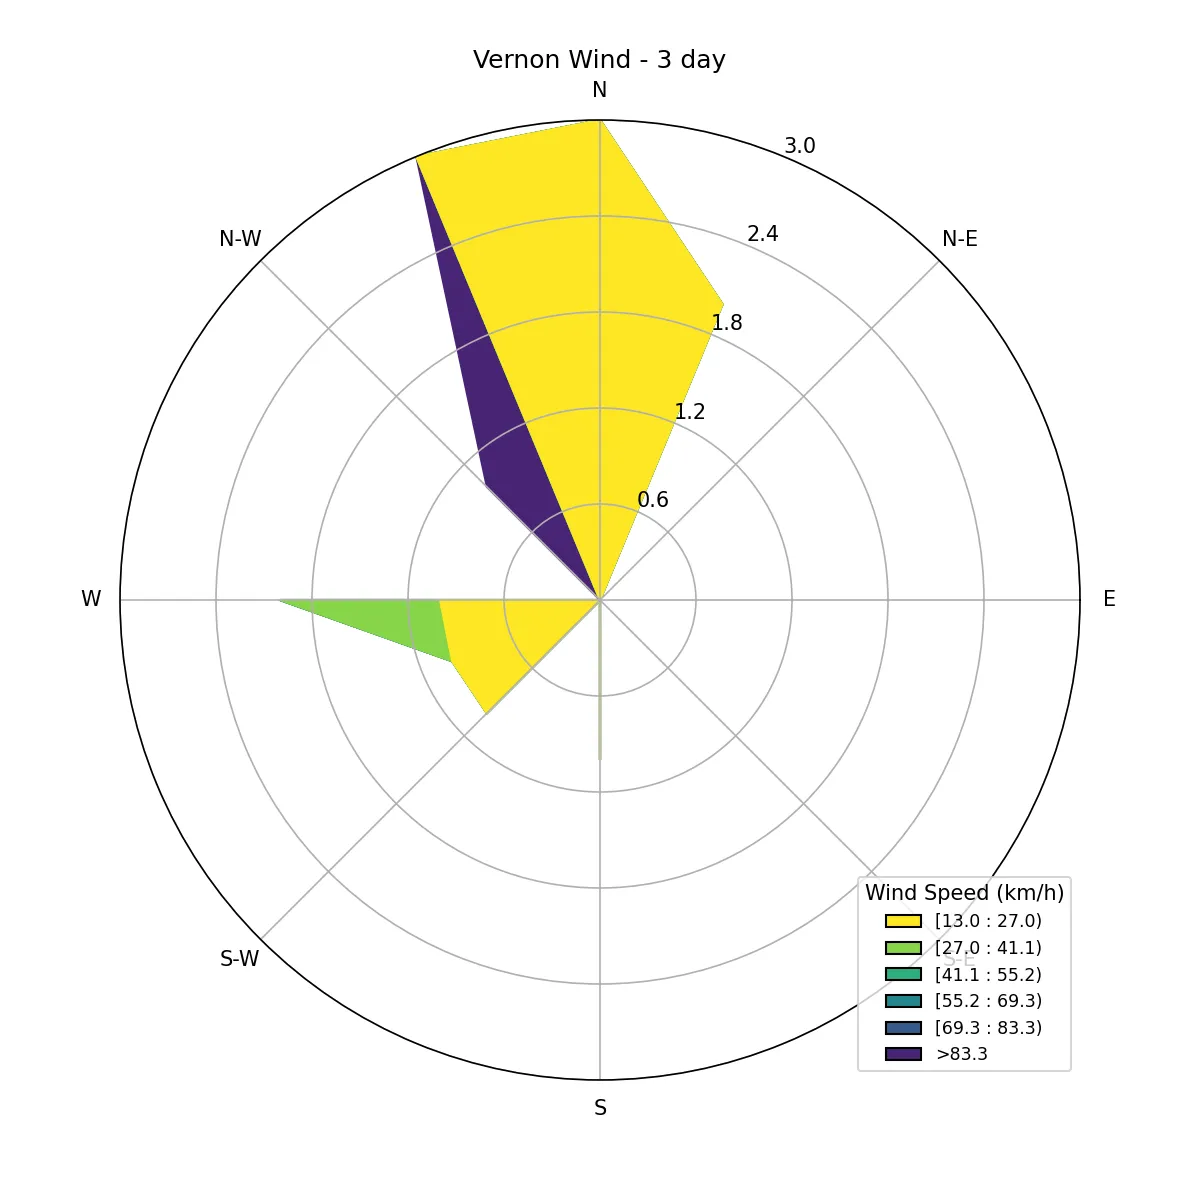 Vernon Wind - 3 day
N
3.0
N-W
2.4
N-E
1.8
1.2
0.6
W
E
Wind Speed (km/h)
[13.0 : 27.0)
[27.0 : 41.1)
S-W
S-E
[41.1 : 55.2)
[55.2 : 69.3)
[69.3 : 83.3)
>83.3
S